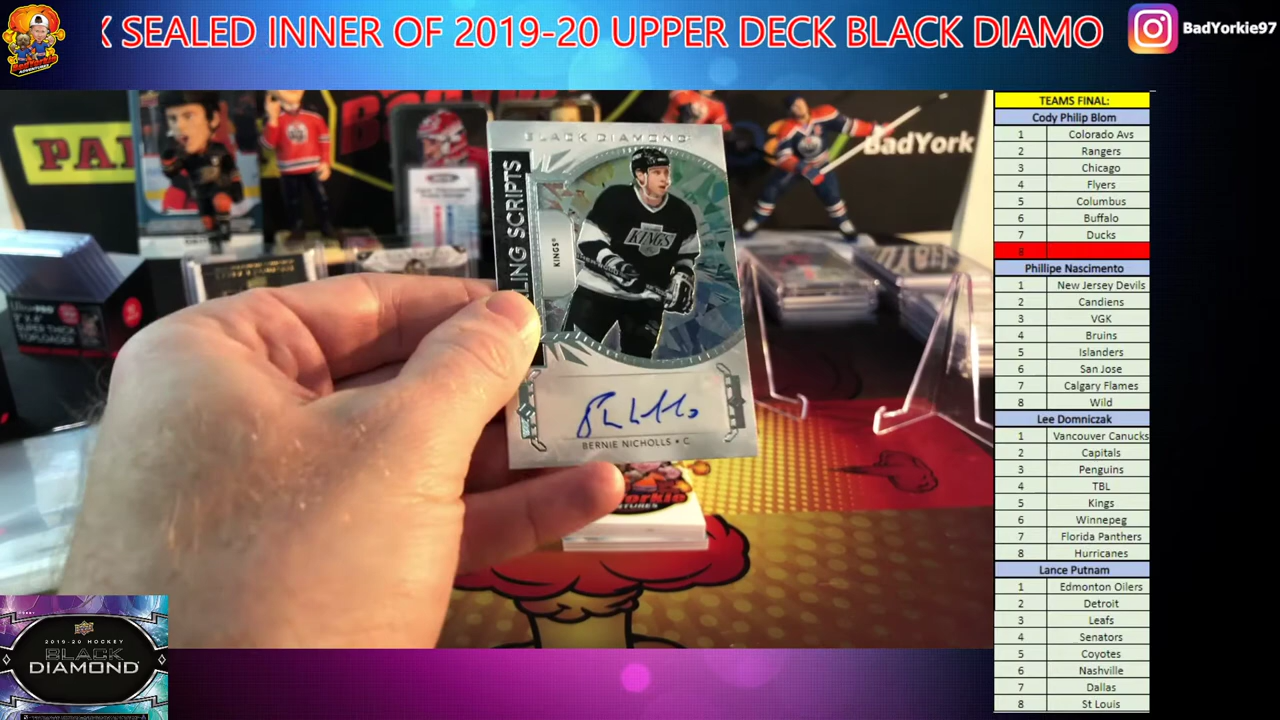 X SEALED INNER OF 2019-20 UPPER DECK BLACK DIAMO
BadYorkie97
PAN
BadYork
BLACK DIAMOND
LING SCRIPTS
KINGS
KINGS
BERNIE NICHOLLS • C
SUPER THICK
TOPLOADER
2019-20 HOCKEY
BLACK
DIAMOND
TEAMS FINAL:
Cody Philip Blom
1 Colorado Avs
2 Rangers
3 Chicago
4 Flyers
5 Columbus
6 Buffalo
7 Ducks
8
Phillipe Nascimento
1 New Jersey Devils
2 Candiens
3 VGK
4 Bruins
5 Islanders
6 San Jose
7 Calgary Flames
8 Wild
Lee Domniczak
1 Vancouver Canucks
2 Capitals
3 Penguins
4 TBL
5 Kings
6 Winnepeg
7 Florida Panthers
8 Hurricanes
Lance Putnam
1 Edmonton Oilers
2 Detroit
3 Leafs
4 Senators
5 Coyotes
6 Nashville
7 Dallas
8 St Louis